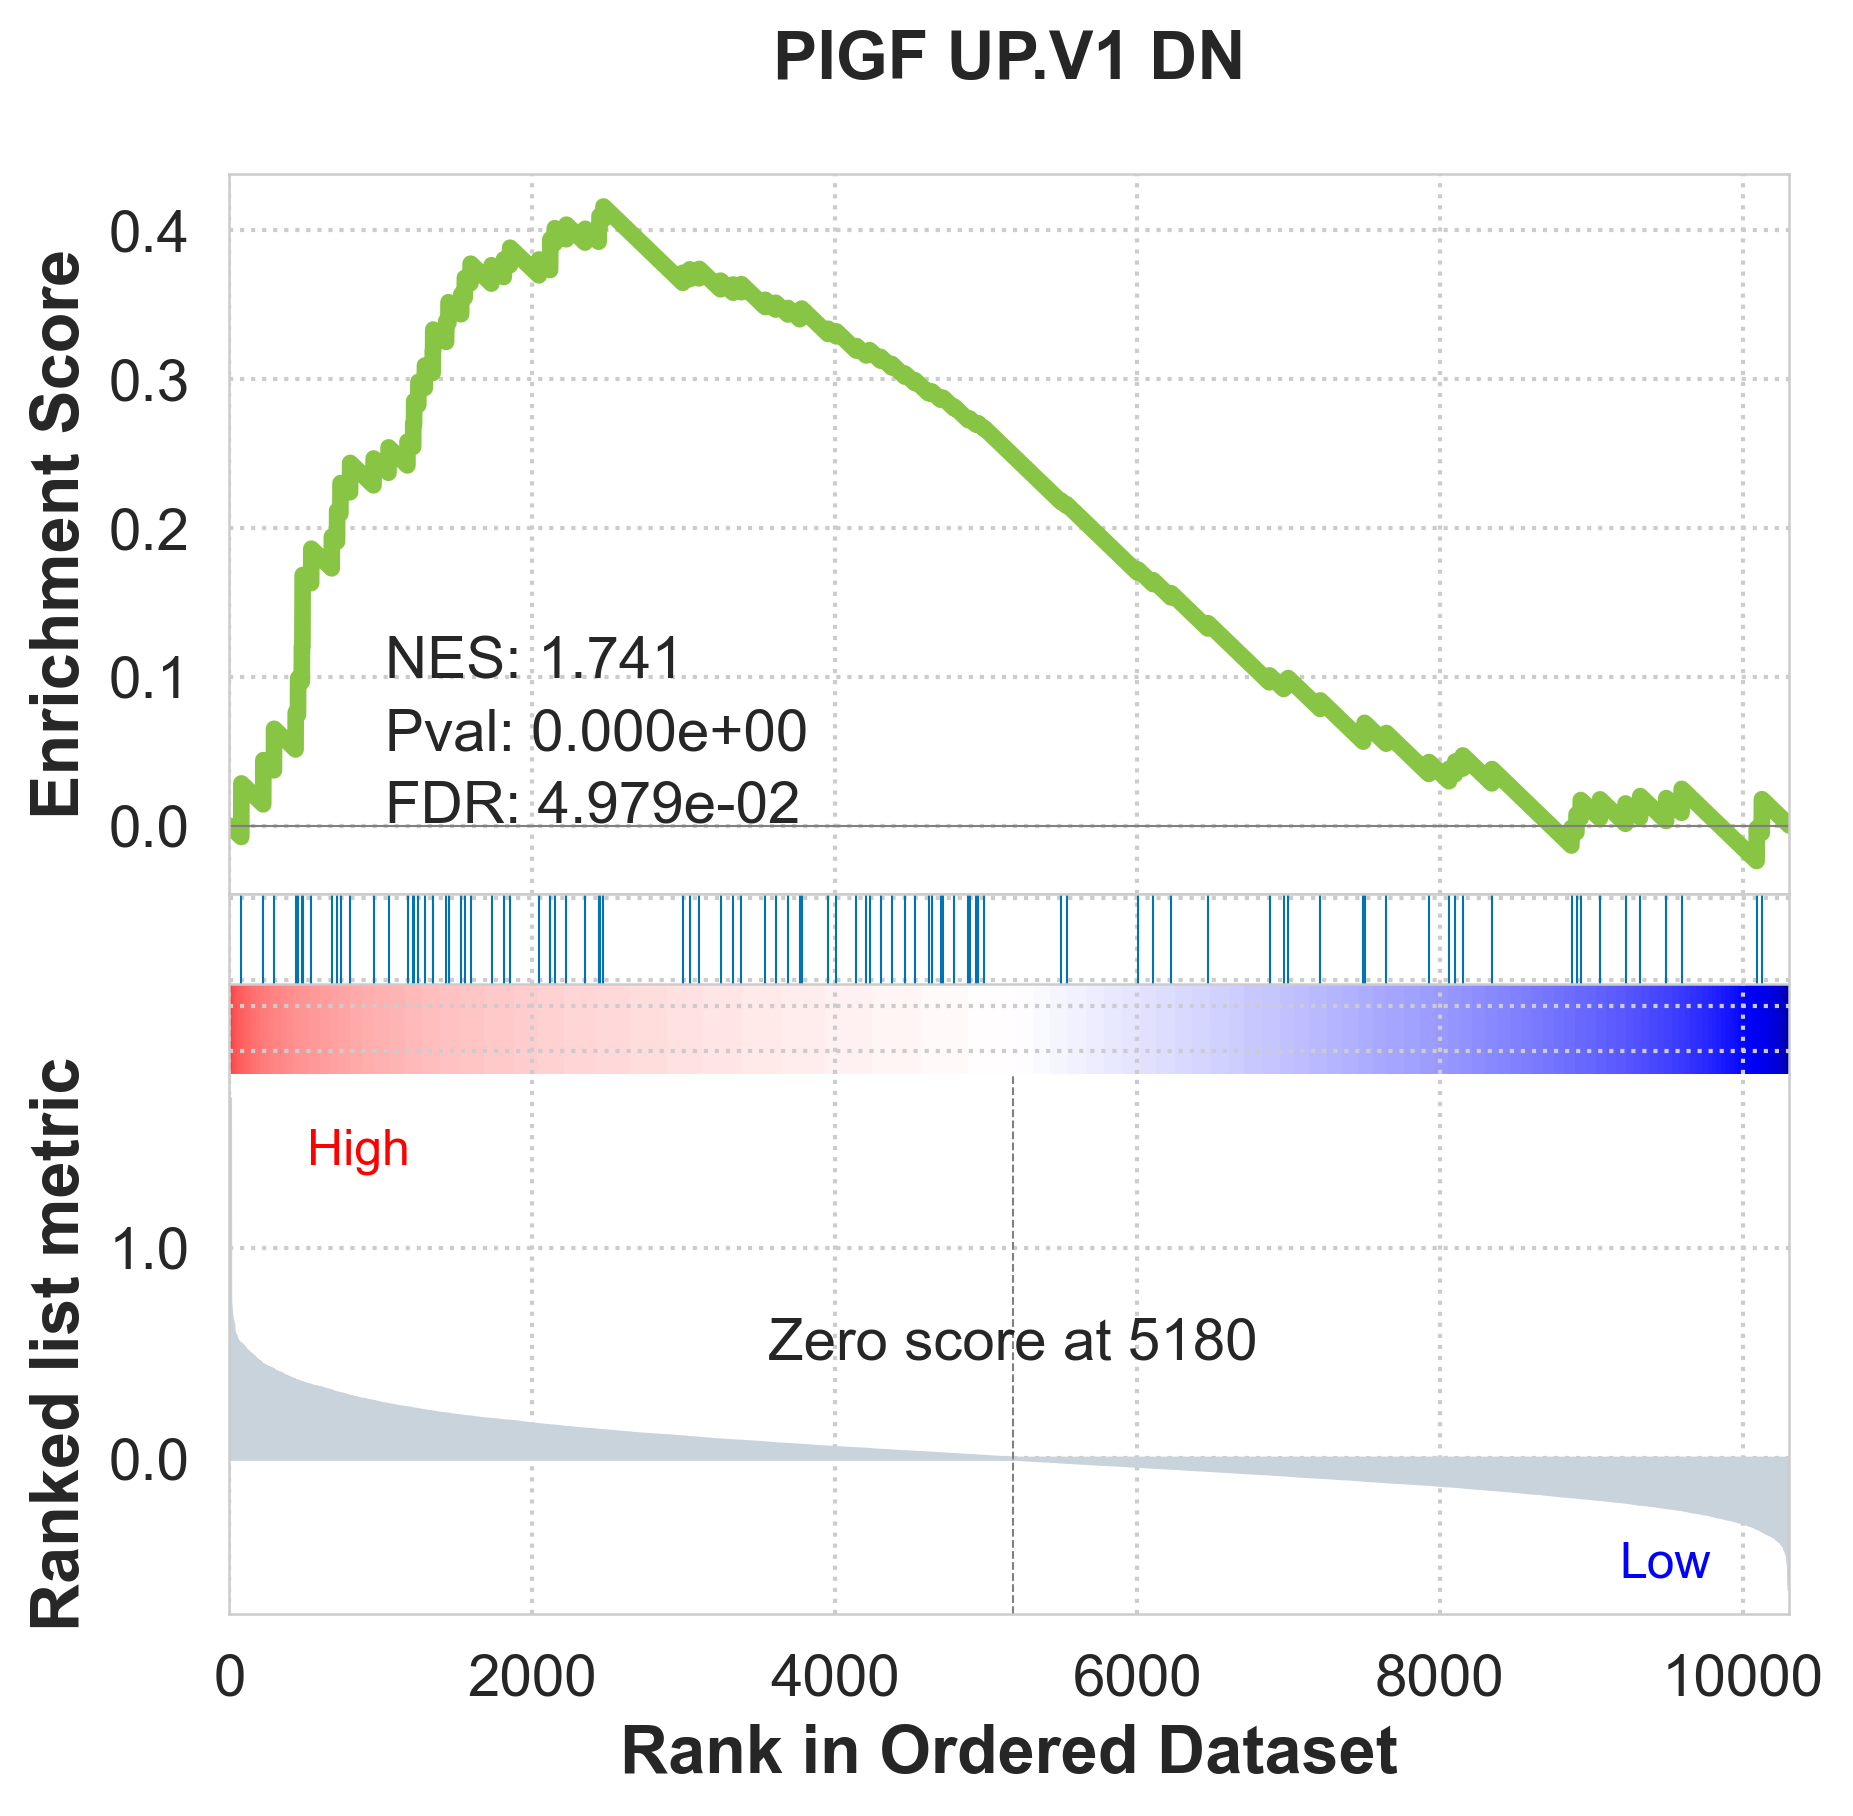 PIGF UP.V1 DN
Enrichment Score
0.4
0.3
0.2
0.1
0.0
NES: 1.741
Pval: 0.000e+00
FDR: 4.979e-02
Ranked list metric
High
1.0
Zero score at 5180
0.0
Low
0 2000 4000 6000 8000 10000
Rank in Ordered Dataset